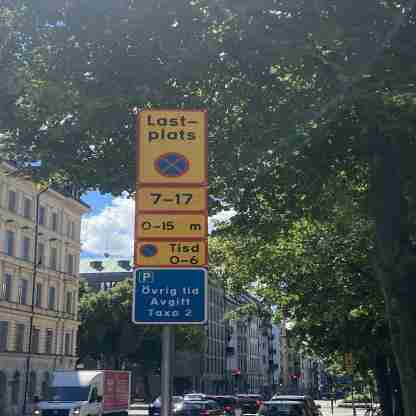 Last-
plats
7-17
0-15 m
Tisd
0-6
P
Övrig tid
Avgift
Taxa 2